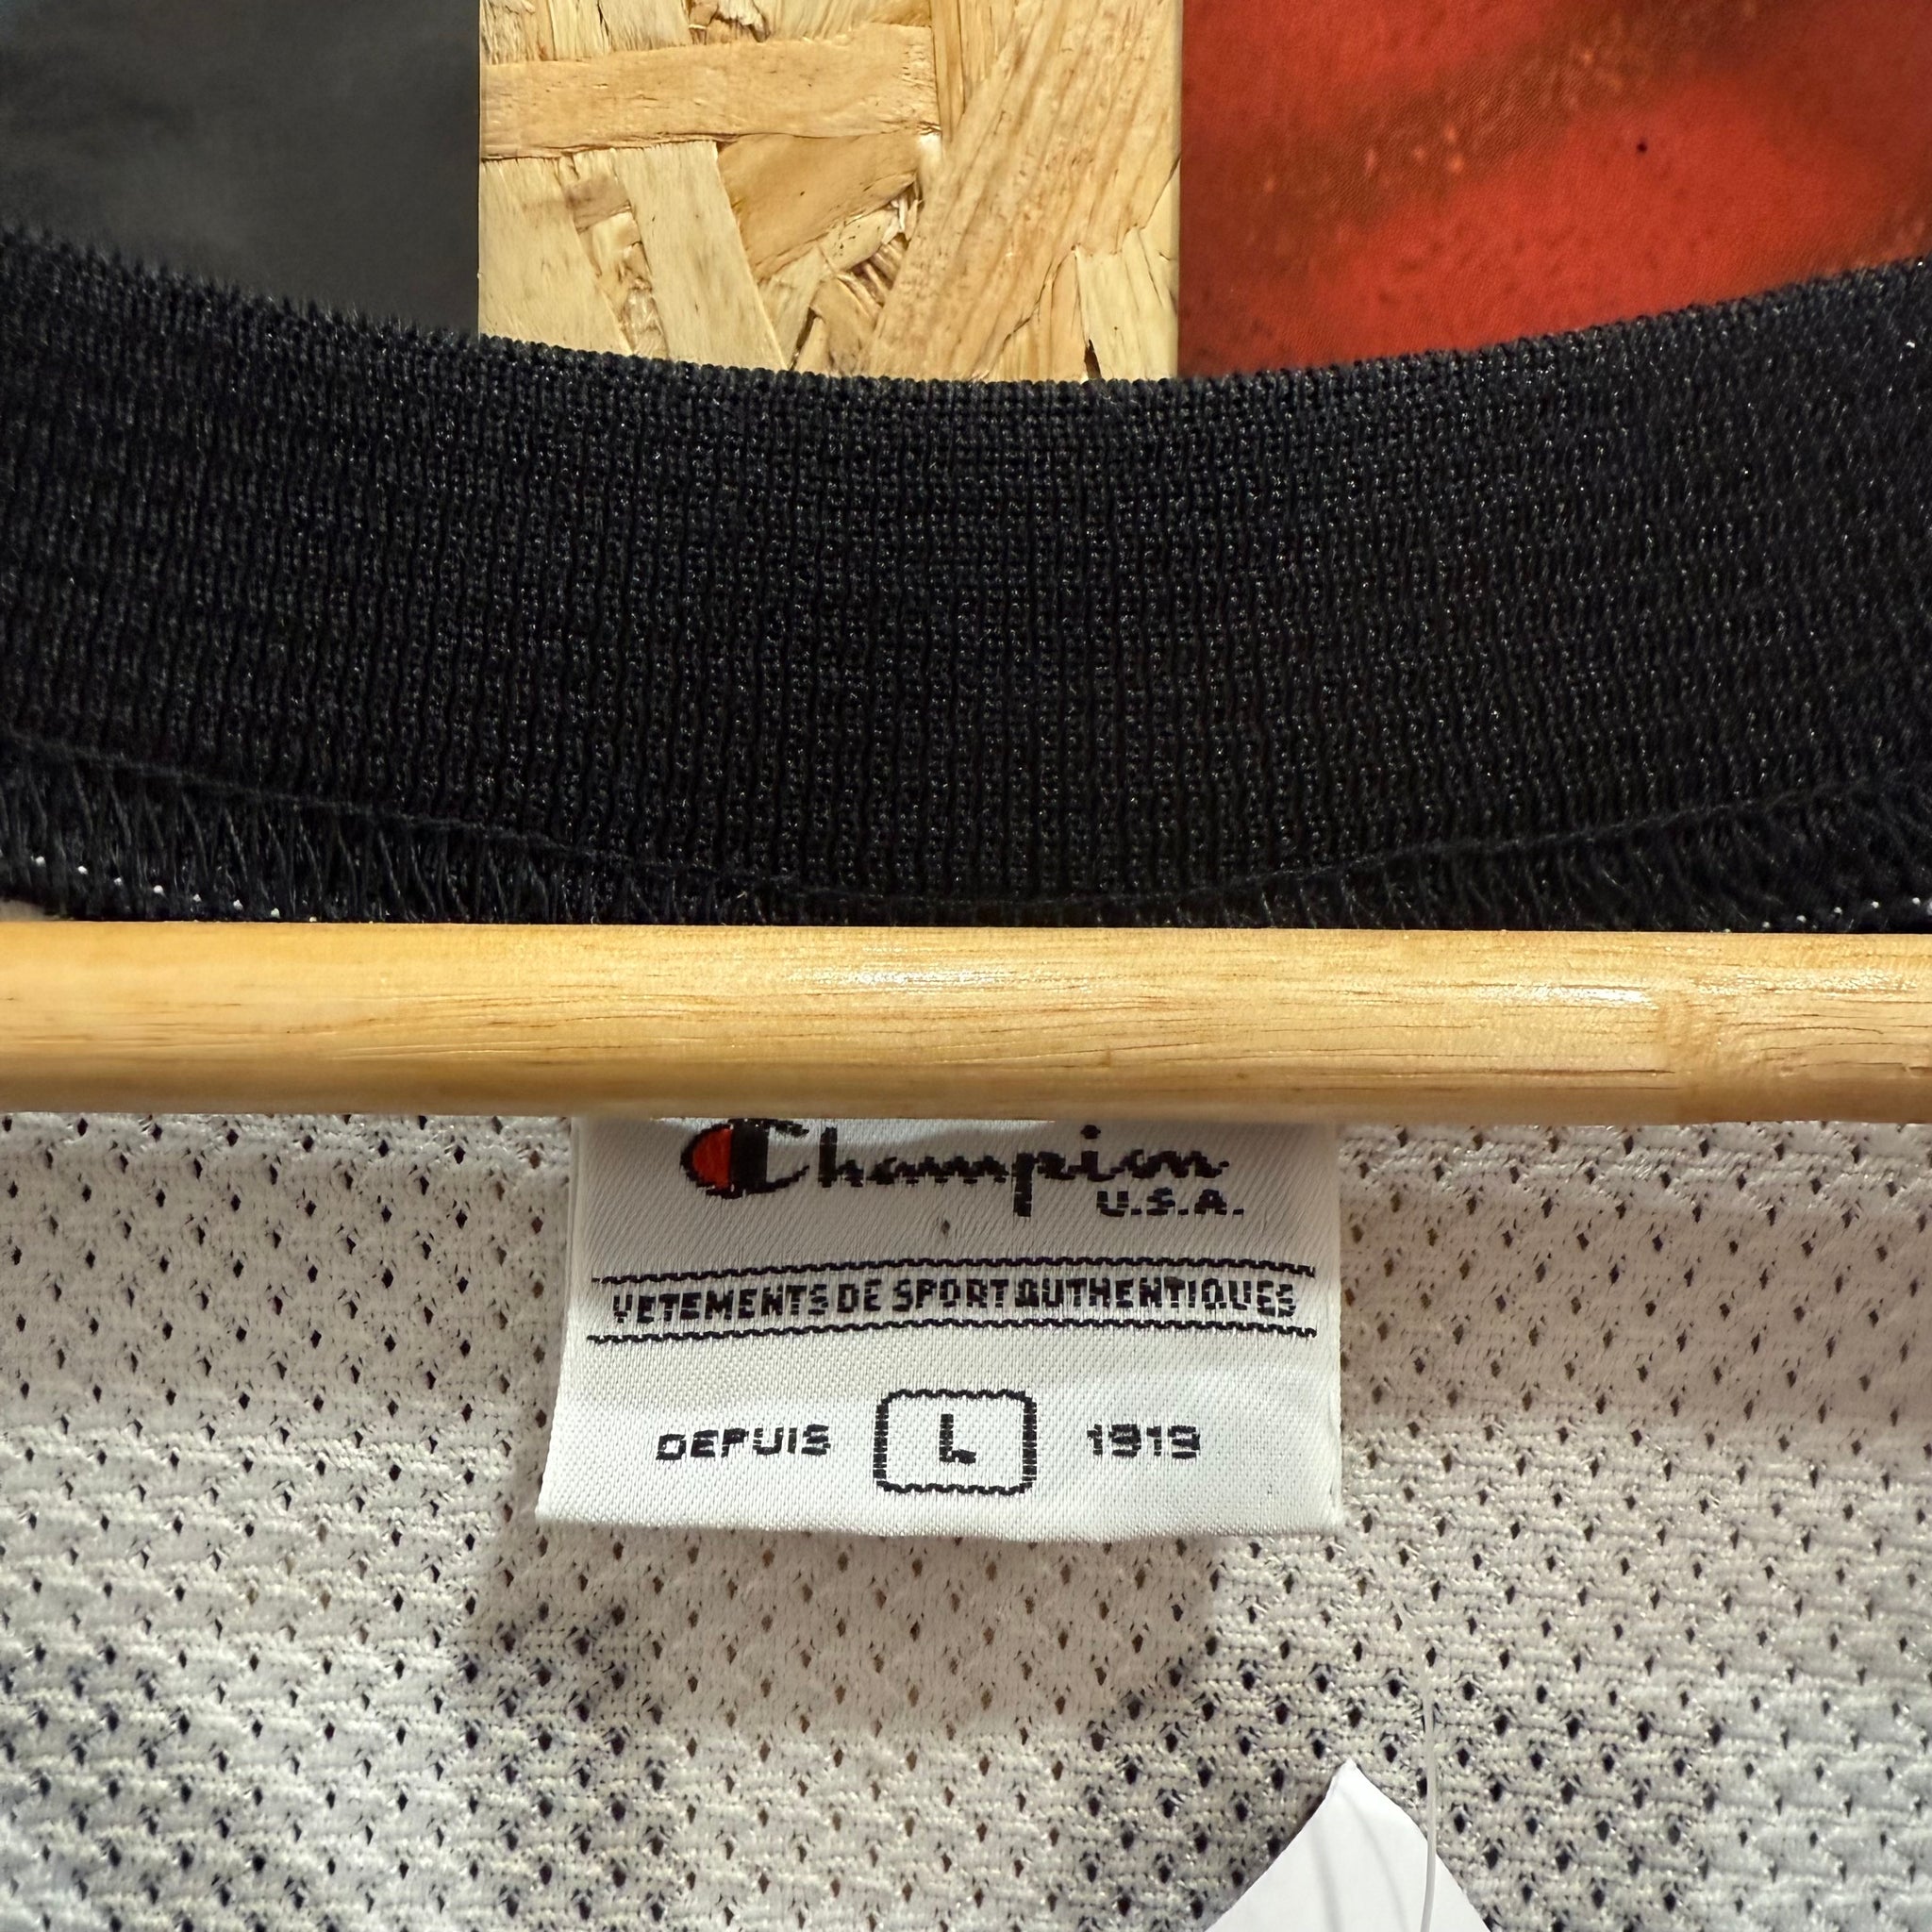 Champion
U.S.A.
VETEMENTS DE SPORT AUTHENTIQUES
DEPUIS L 1919